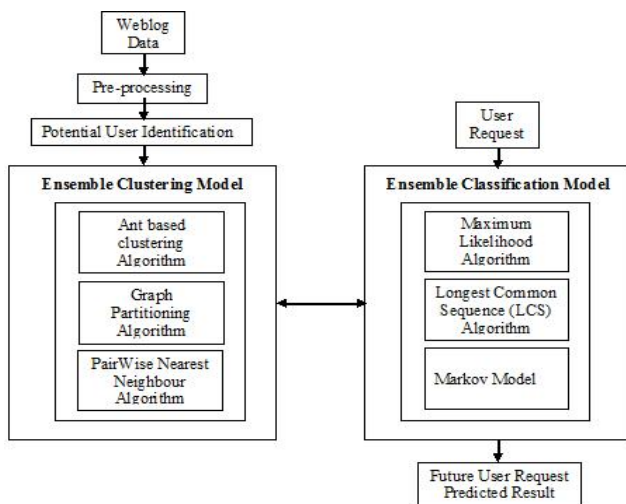 Weblog
Data
Pre-processing
Potential User Identification
Ensemble Clustering Model
Ant based
clustering
Algorithm
Graph
Partitioning
Algorithm
PairWise Nearest
Neighbour
Algorithm
User
Request
Ensemble Classification Model
Maximum
Likelihood
Algorithm
Longest Common
Sequence (LCS)
Algorithm
Markov Model
Future User Request
Predicted Result